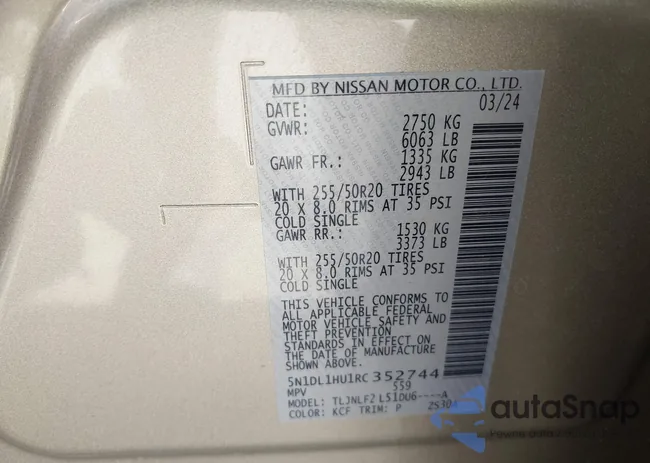 MFD BY NISSAN MOTOR CO., LTD.
DATE: 03/24
GVWR: 2750 KG
6063 LB
GAWR FR.: 1335 KG
2943 LB
WITH 255/50R20 TIRES
20 X 8.0 RIMS AT 35 PSI
COLD SINGLE
GAWR RR.: 1530 KG
3373 LB
WITH 255/50R20 TIRES
20 X 8.0 RIMS AT 35 PSI
COLD SINGLE
THIS VEHICLE CONFORMS TO
ALL APPLICABLE FEDERAL
MOTOR VEHICLE SAFETY AND
THEFT PREVENTION
STANDARDS IN EFFECT ON
THE DATE OF MANUFACTURE
SHOWN ABOVE.
5N1DL1HU1RC352744
MPV 559
MODEL: TLJNLF2 L51DU6----A
COLOR: KCF TRIM: P
autoSnap